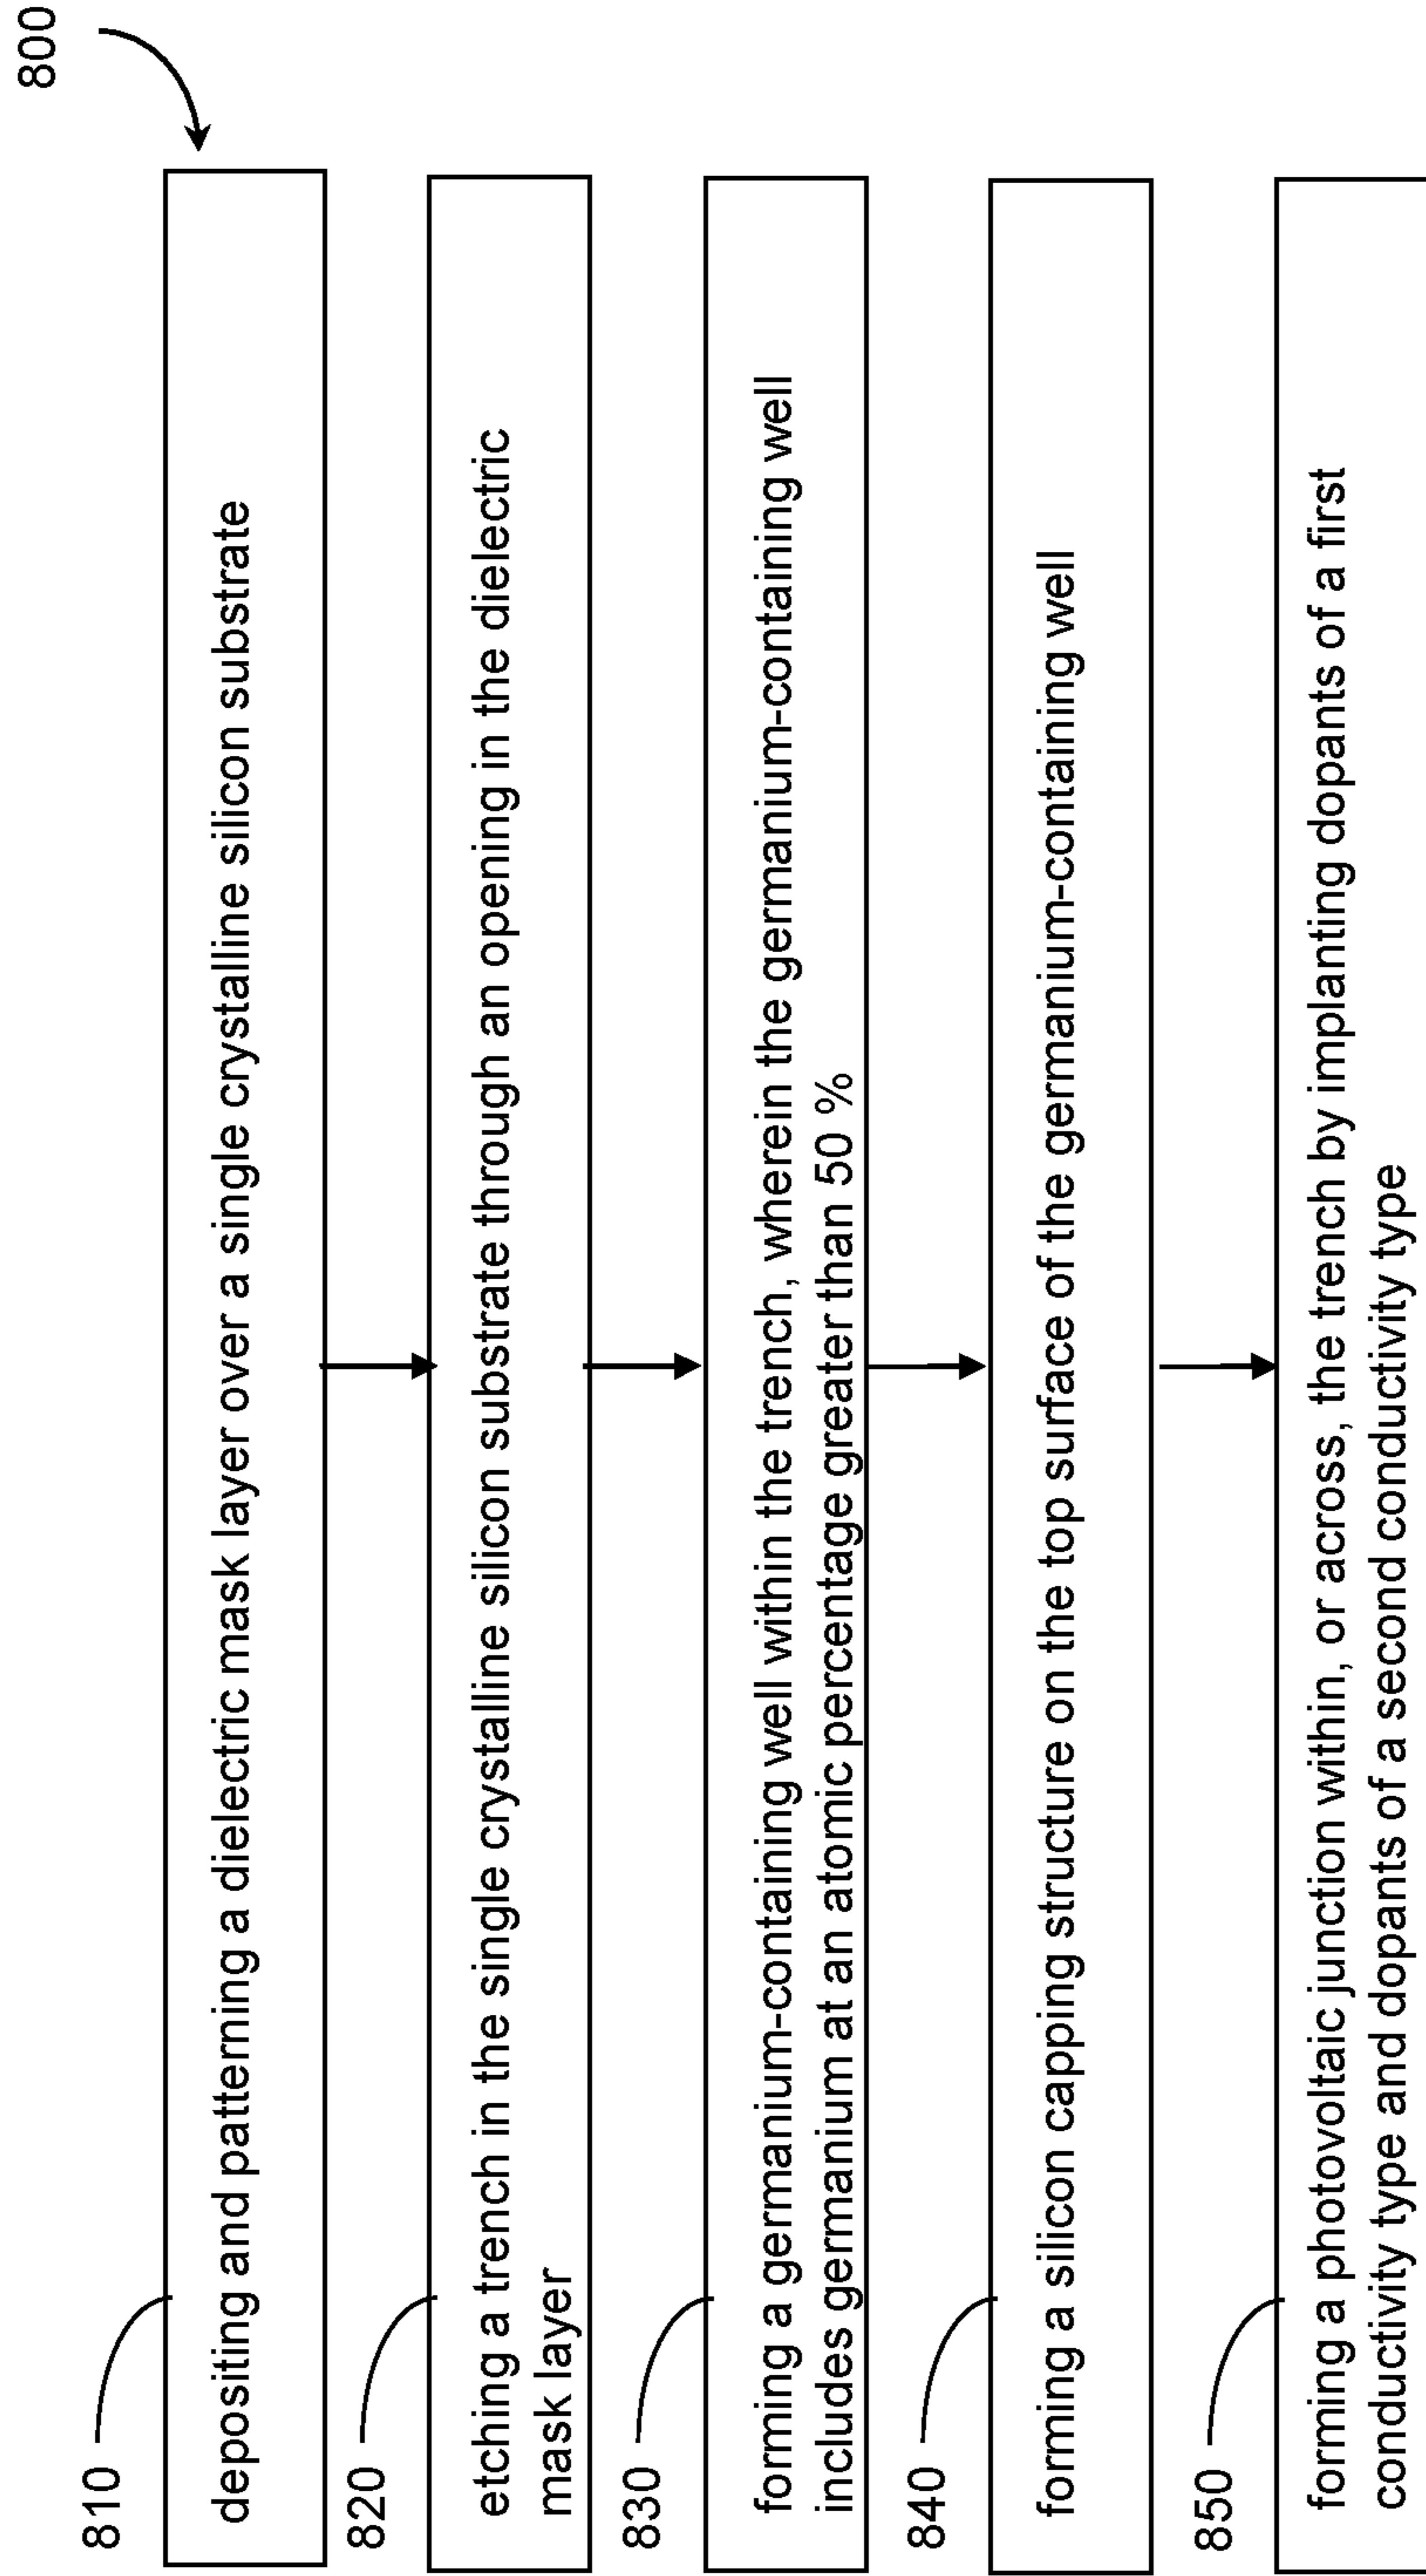 800
810
depositing and patterning a dielectric mask layer over a single crystalline silicon substrate
820
etching a trench in the single crystalline silicon substrate through an opening in the dielectric
mask layer
830
forming a germanium-containing well within the trench, wherein the germanium-containing well
includes germanium at an atomic percentage greater than 50 %
840
forming a silicon capping structure on the top surface of the germanium-containing well
850
forming a photovoltaic junction within, or across, the trench by implanting dopants of a first
conductivity type and dopants of a second conductivity type